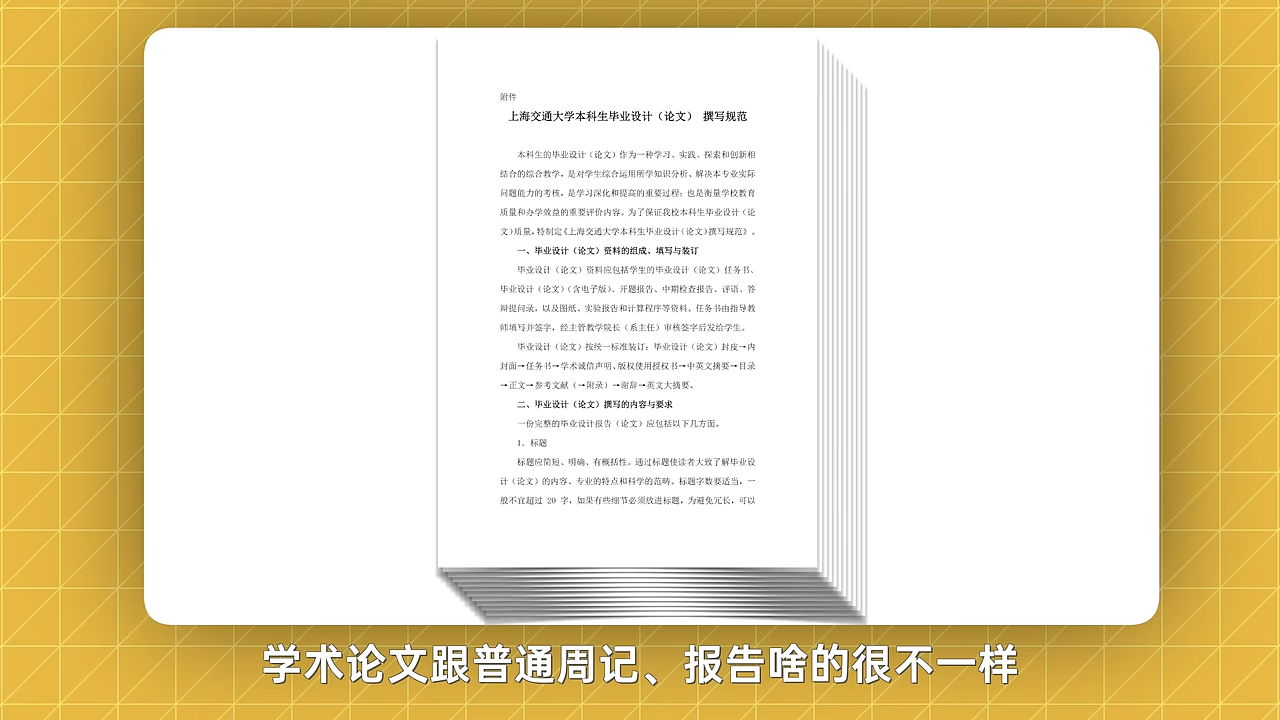 附件
上海交通大学本科生毕业设计（论文） 撰写规范
本科生的毕业设计（论文）作为一种学习、实践、探索和创新相
结合的综合教学，是对学生综合运用所学知识分析、解决本专业实际
问题能力的考核，是学习深化和提高的重要过程；也是衡量学校教育
质量和办学效益的重要评价内容。为了保证我校本科生毕业设计（论
文）质量，特制定《上海交通大学本科生毕业设计（论文）撰写规范》。
一、毕业设计（论文）资料的组成、填写与装订
毕业设计（论文）资料应包括学生的毕业设计（论文）任务书、
毕业设计（论文）（含电子版）、开题报告、中期检查报告、评语、答
辩提问录，以及图纸、实验报告和计算程序等资料。任务书由指导教
师填写并签字，经主管教学院长（系主任）审核签字后发给学生。
毕业设计（论文）按统一标准装订：毕业设计（论文）封皮→内
封面→任务书→学术诚信声明、版权使用授权书→中英文摘要→目录
→正文→参考文献（→附录）→谢辞→英文大摘要。
二、毕业设计（论文）撰写的内容与要求
一份完整的毕业设计报告（论文）应包括以下几方面。
1．标题
标题应简短、明确、有概括性。通过标题使读者大致了解毕业设
计（论文）的内容、专业的特点和科学的范畴。标题字数要适当，一
般不宜超过 20 字，如果有些细节必须放进标题，为避免冗长，可以
学术论文跟普通周记、报告啥的很不一样